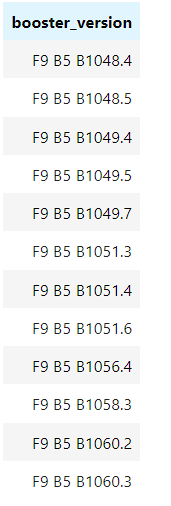 booster_version
F9 B5 B1048.4
F9 B5 B1048.5
F9 B5 B1049.4
F9 B5 B1049.5
F9 B5 B1049.7
F9 B5 B1051.3
F9 B5 B1051.4
F9 B5 B1051.6
F9 B5 B1056.4
F9 B5 B1058.3
F9 B5 B1060.2
F9 B5 B1060.3